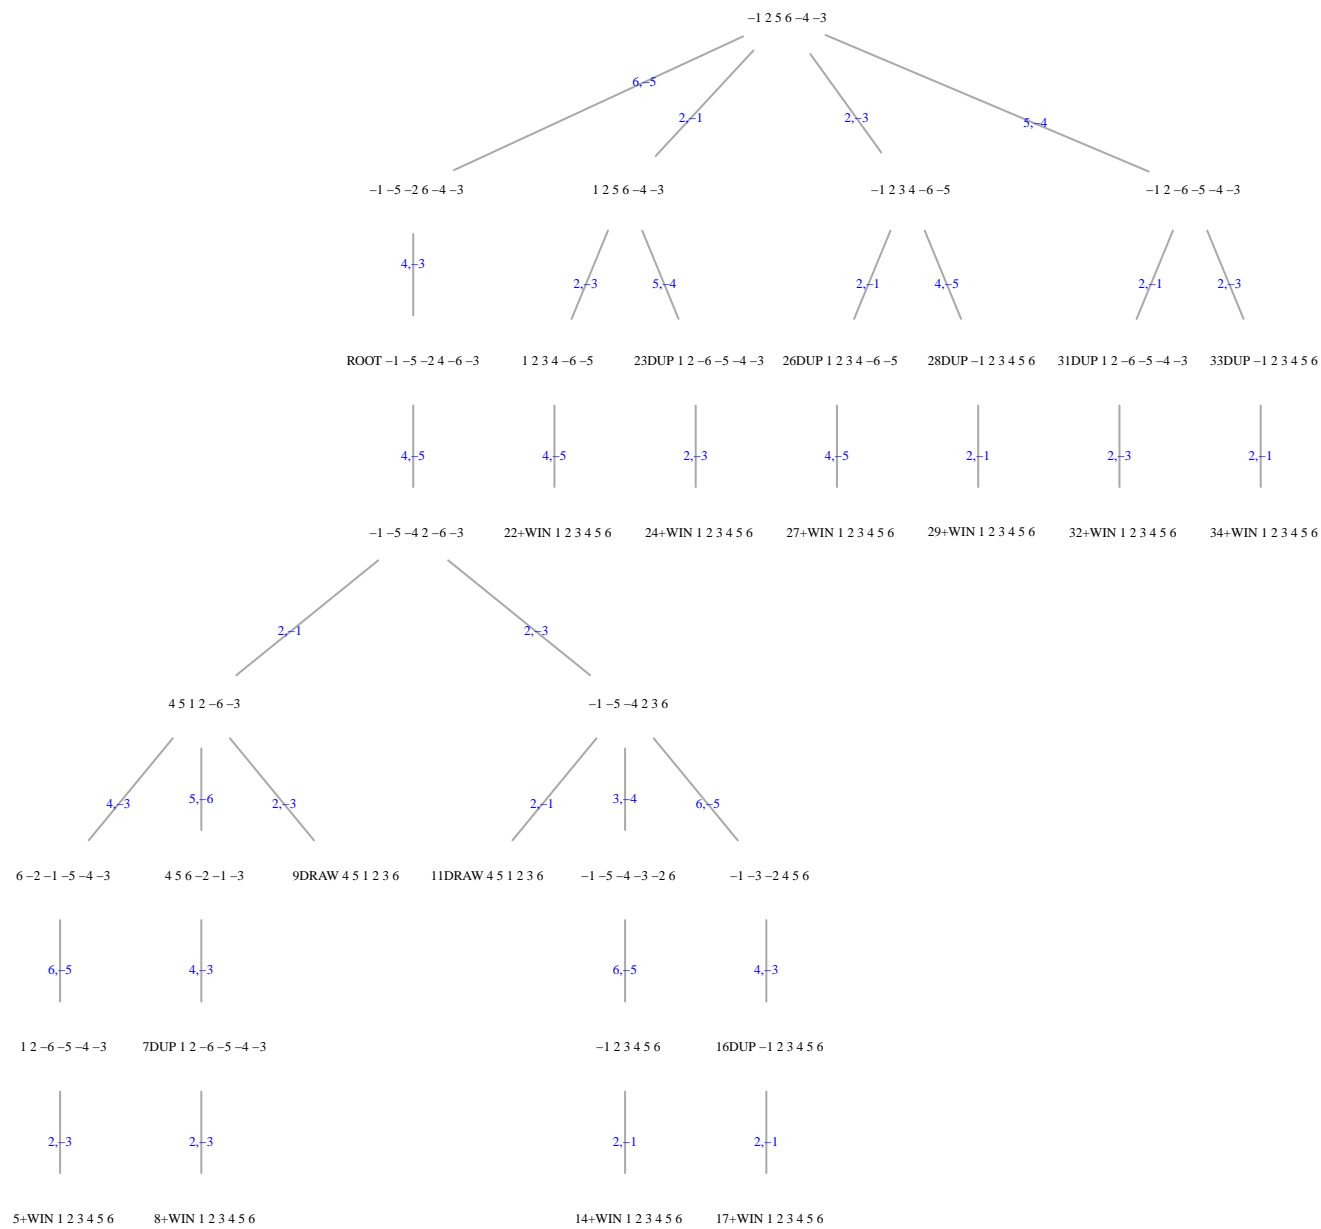 −1 2 5 6 −4 −3
6,−5
2,−1
2,−3
5,−4
−1 −5 −2 6 −4 −3
1 2 5 6 −4 −3
−1 2 3 4 −6 −5
−1 2 −6 −5 −4 −3
4,−3
2,−3
5,−4
2,−1
4,−5
2,−1
2,−3
ROOT −1 −5 −2 4 −6 −3
1 2 3 4 −6 −5
23DUP 1 2 −6 −5 −4 −3
26DUP 1 2 3 4 −6 −5
28DUP −1 2 3 4 5 6
31DUP 1 2 −6 −5 −4 −3
33DUP −1 2 3 4 5 6
4,−5
4,−5
2,−3
4,−5
2,−1
2,−3
2,−1
−1 −5 −4 2 −6 −3
22+WIN 1 2 3 4 5 6
24+WIN 1 2 3 4 5 6
27+WIN 1 2 3 4 5 6
29+WIN 1 2 3 4 5 6
32+WIN 1 2 3 4 5 6
34+WIN 1 2 3 4 5 6
2,−1
2,−3
4 5 1 2 −6 −3
−1 −5 −4 2 3 6
4,−3
5,−6
2,−3
2,−1
3,−4
6,−5
6 −2 −1 −5 −4 −3
4 5 6 −2 −1 −3
9DRAW 4 5 1 2 3 6
11DRAW 4 5 1 2 3 6
−1 −5 −4 −3 −2 6
−1 −3 −2 4 5 6
6,−5
4,−3
6,−5
4,−3
1 2 −6 −5 −4 −3
7DUP 1 2 −6 −5 −4 −3
−1 2 3 4 5 6
16DUP −1 2 3 4 5 6
2,−3
2,−3
2,−1
2,−1
5+WIN 1 2 3 4 5 6
8+WIN 1 2 3 4 5 6
14+WIN 1 2 3 4 5 6
17+WIN 1 2 3 4 5 6